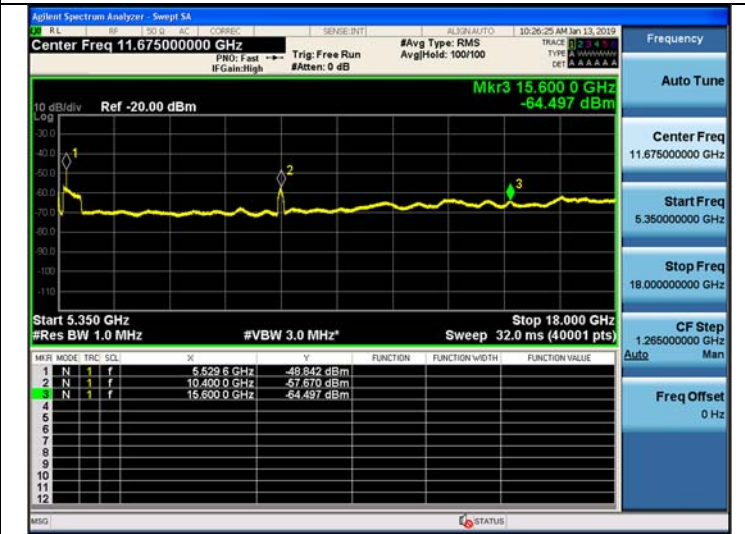 Agilent Spectrum Analyzer - Swept SA
RL RF 50 Ω AC CORREC SENSE:INT ALIGN AUTO 10:26:25 AM Jan 13, 2019
Center Freq 11.675000000 GHz
PNO: Fast
IFGain:High
Trig: Free Run
#Atten: 0 dB
#Avg Type: RMS
Avg|Hold: 100/100
TRACE 1 2 3 4 5 6
TYPE A WWWWW
DET A A A A A A
Frequency
Mkr3 15.600 0 GHz
-64.497 dBm
10 dB/div Ref -20.00 dBm
Log
-30.0
-40.0
-50.0
-60.0
-70.0
-80.0
-90.0
-100
-110
1
2
3
Start 5.350 GHz Stop 18.000 GHz
#Res BW 1.0 MHz #VBW 3.0 MHz* Sweep 32.0 ms (40001 pts)
MKR MODE TRC SCL X Y FUNCTION FUNCTION WIDTH FUNCTION VALUE
1 N 1 f 5.529 6 GHz -48.842 dBm
2 N 1 f 10.400 0 GHz -57.670 dBm
3 N 1 f 15.600 0 GHz -64.497 dBm
4
5
6
7
8
9
10
11
12
Auto Tune
Center Freq
11.675000000 GHz
Start Freq
5.350000000 GHz
Stop Freq
18.000000000 GHz
CF Step
1.265000000 GHz
Auto Man
Freq Offset
0 Hz
MSG STATUS